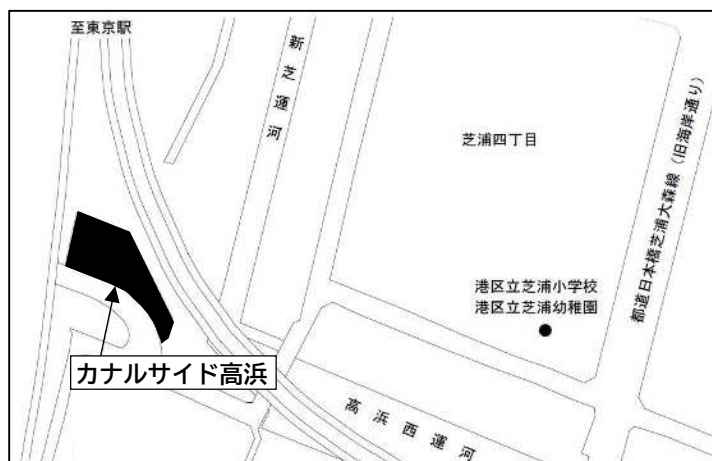 至東京駅
新芝運河
芝浦四丁目
都道日本橋芝浦大森線（旧海岸通り）
港区立芝浦小学校
港区立芝浦幼稚園
カナルサイド高浜
高浜西運河